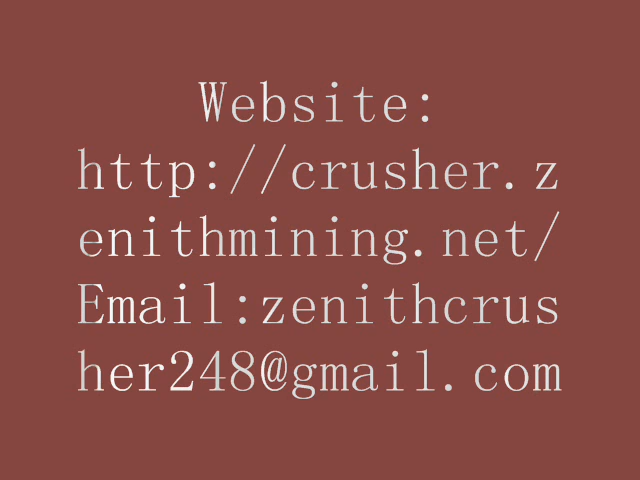 Website:
http://crusher.z
enithmining.net/
Email:zenithcrus
her248@gmail.com